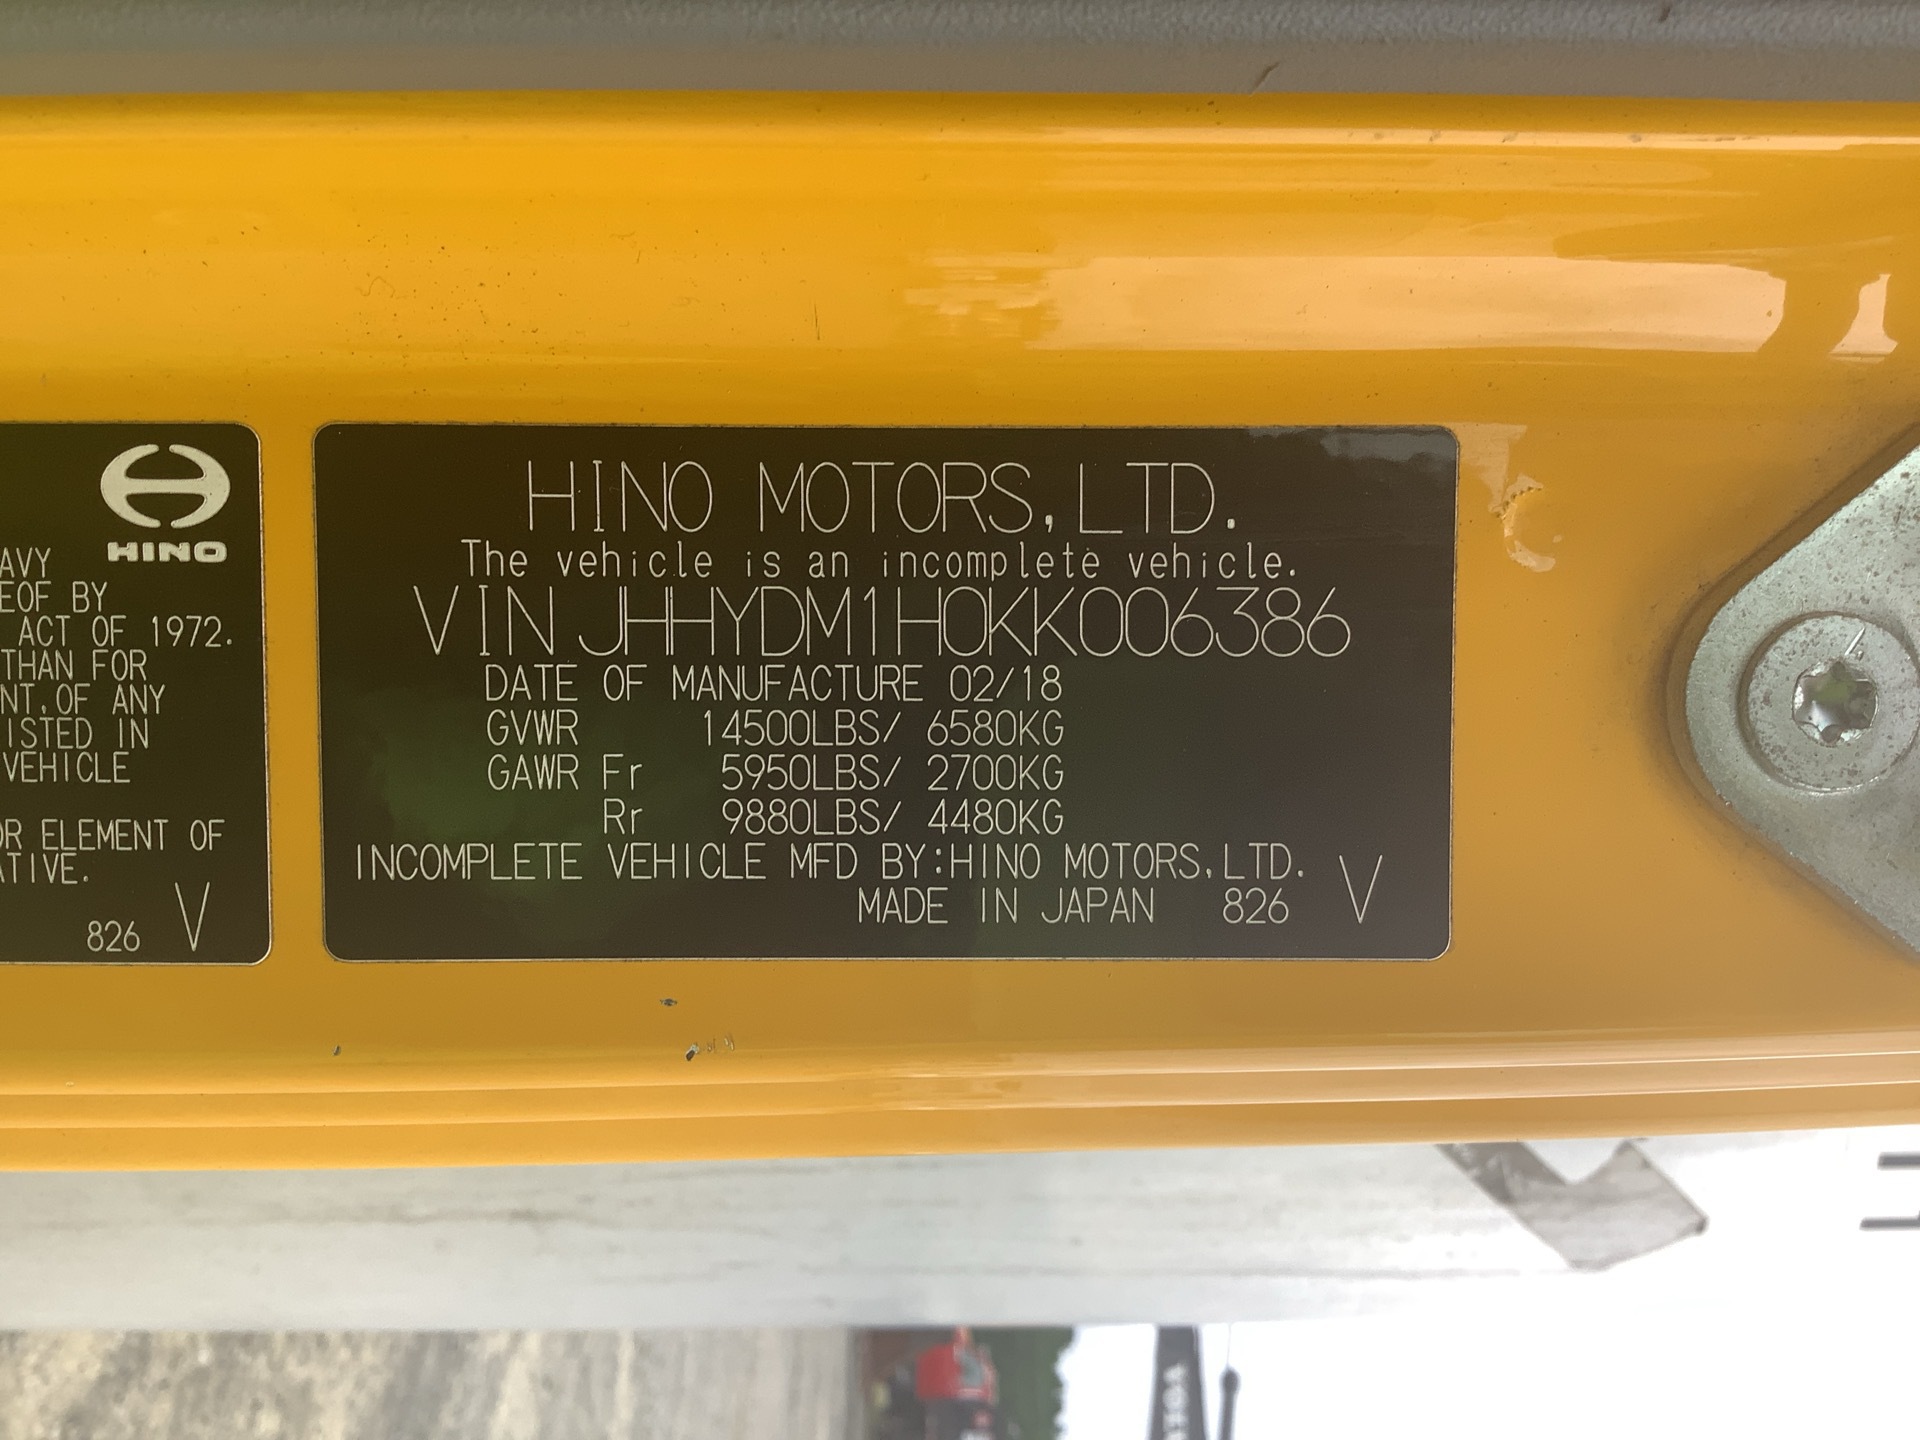 HINO
AVY
EOF BY
ACT OF 1972.
THAN FOR
NT, OF ANY
ISTED IN
VEHICLE
OR ELEMENT OF
ATIVE.
826 V
HINO MOTORS, LTD.
The vehicle is an incomplete vehicle.
VIN JHHYDM1H0KK006386
DATE OF MANUFACTURE 02/18
GVWR 14500LBS/ 6580KG
GAWR Fr 5950LBS/ 2700KG
Rr 9880LBS/ 4480KG
INCOMPLETE VEHICLE MFD BY:HINO MOTORS, LTD.
MADE IN JAPAN 826 V